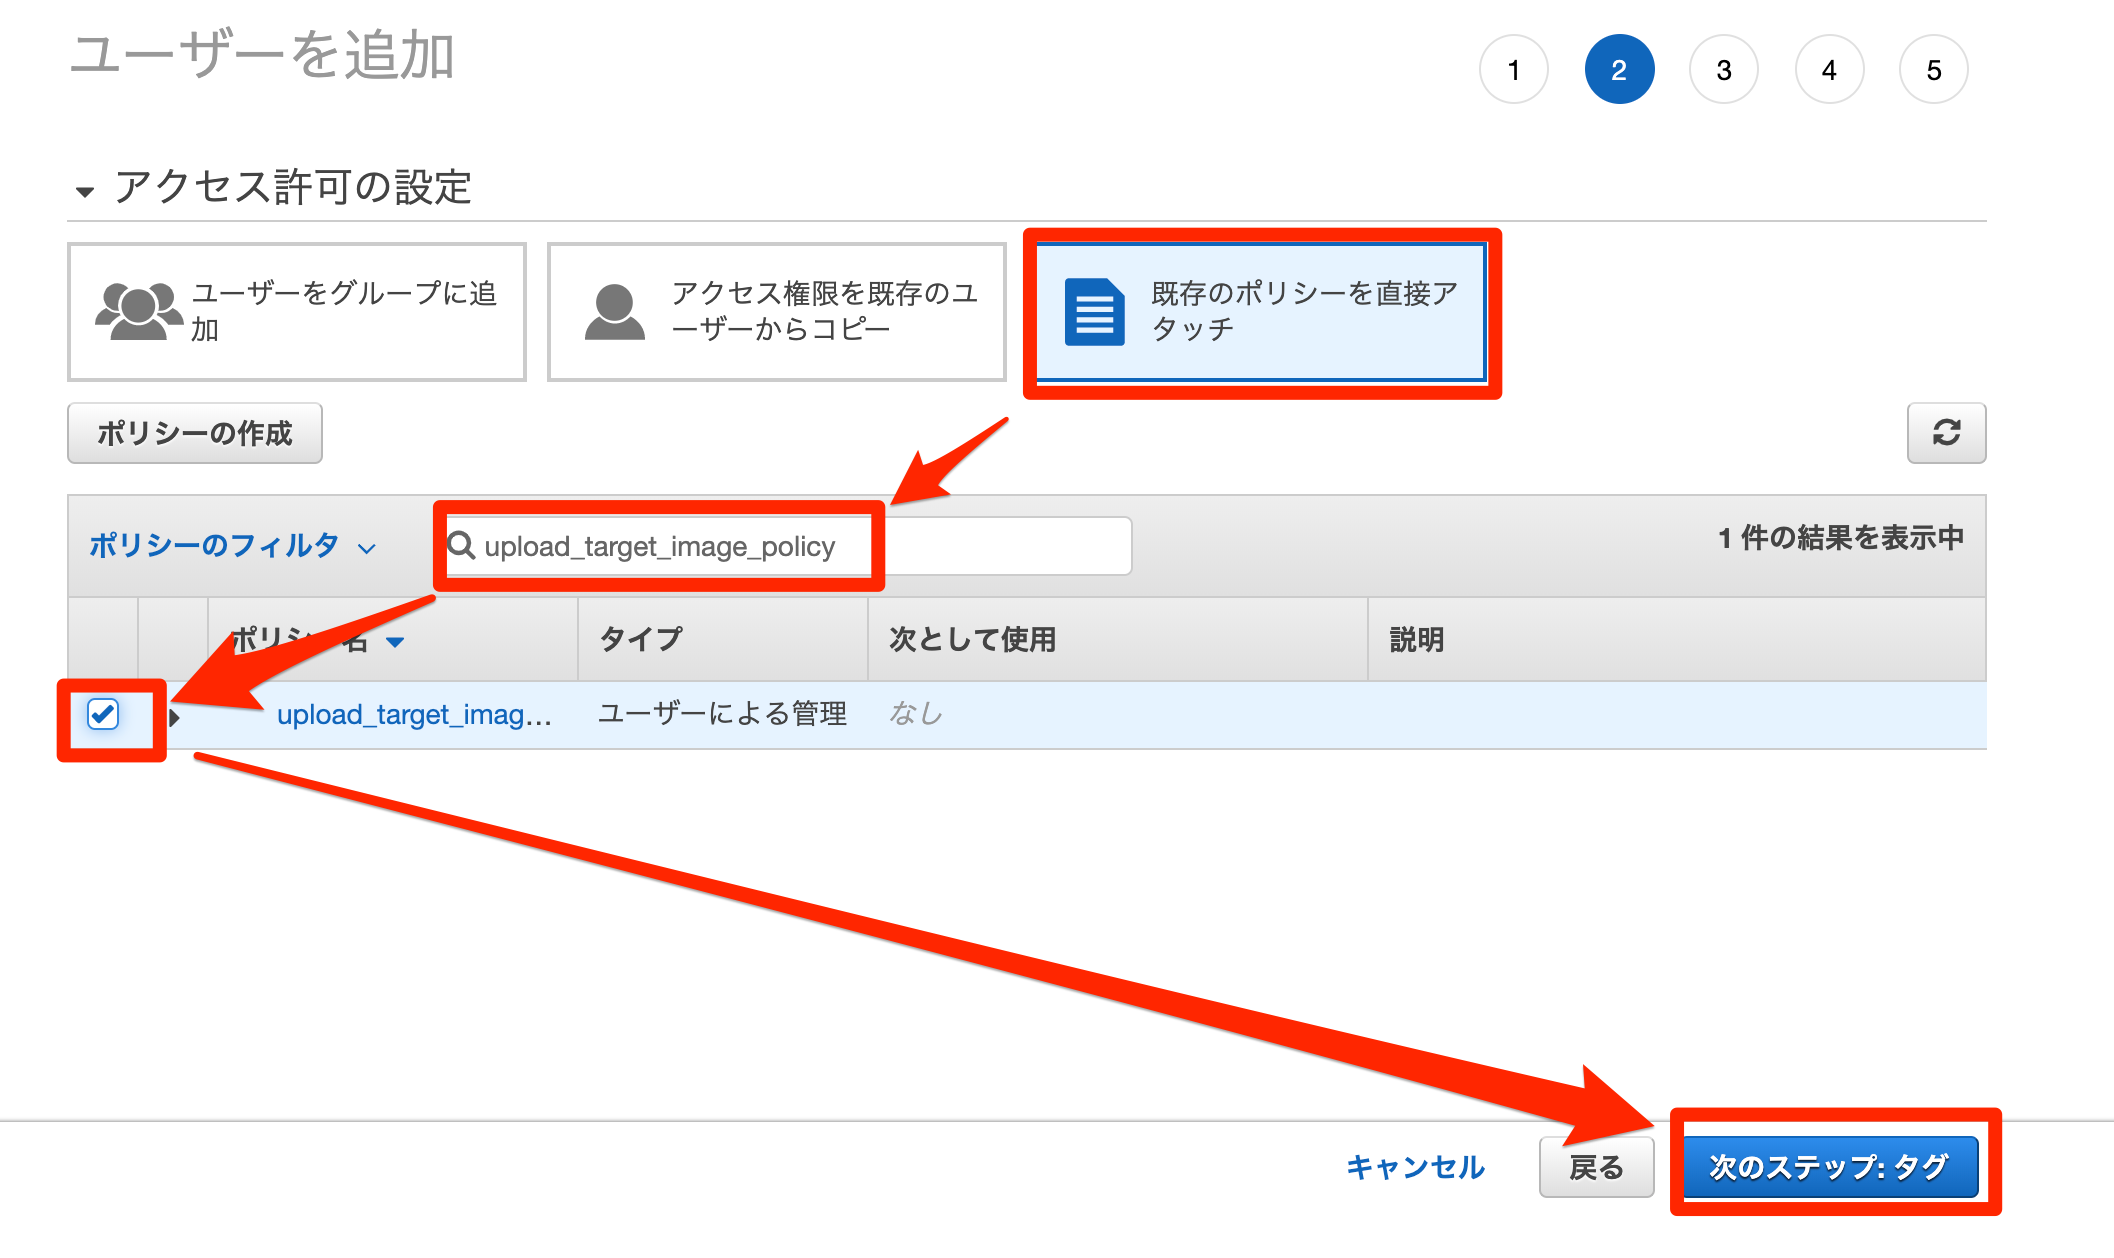 ユーザーを追加
1 2 3 4 5
アクセス許可の設定
ユーザーをグループに追
加
アクセス権限を既存のユ
ーザーからコピー
既存のポリシーを直接ア
タッチ
ポリシーの作成
ポリシーのフィルタ
upload_target_image_policy
1 件の結果を表示中
ポリシー名 タイプ 次として使用 説明
upload_target_imag... ユーザーによる管理 なし
キャンセル 戻る 次のステップ: タグ